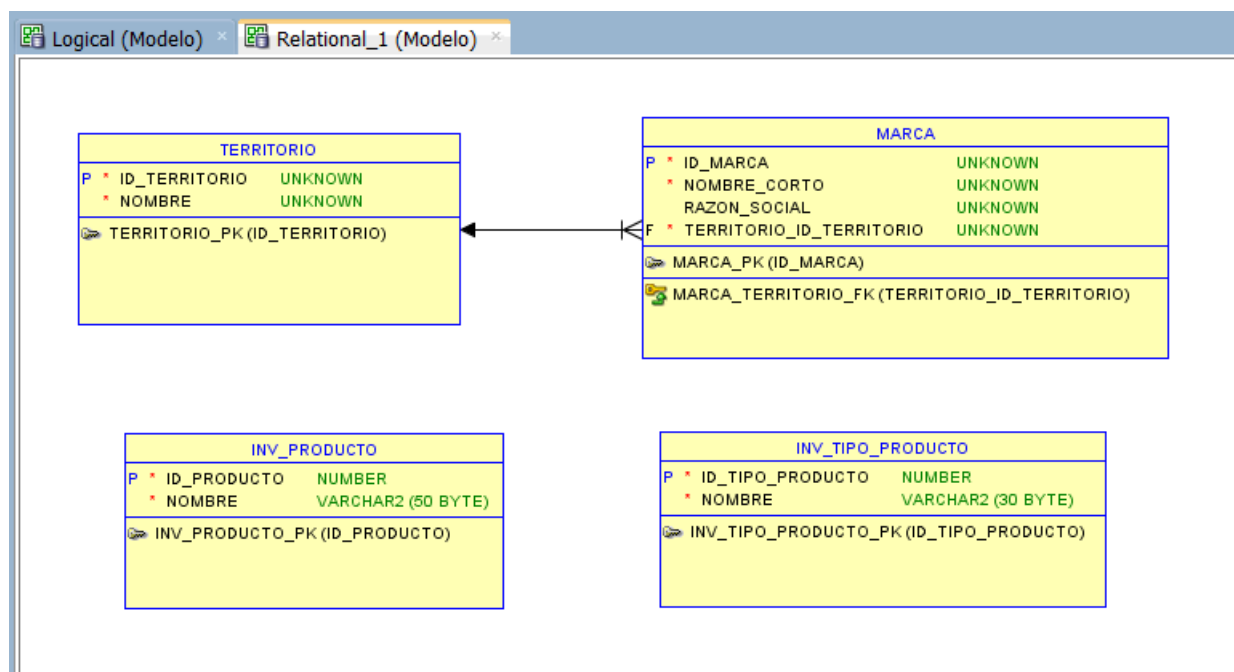 Logical (Modelo) × Relational_1 (Modelo) ×
TERRITORIO
P * ID_TERRITORIO UNKNOWN
* NOMBRE UNKNOWN
TERRITORIO_PK (ID_TERRITORIO)
MARCA
P * ID_MARCA UNKNOWN
* NOMBRE_CORTO UNKNOWN
RAZON_SOCIAL UNKNOWN
F * TERRITORIO_ID_TERRITORIO UNKNOWN
MARCA_PK (ID_MARCA)
MARCA_TERRITORIO_FK (TERRITORIO_ID_TERRITORIO)
INV_PRODUCTO
P * ID_PRODUCTO NUMBER
* NOMBRE VARCHAR2 (50 BYTE)
INV_PRODUCTO_PK (ID_PRODUCTO)
INV_TIPO_PRODUCTO
P * ID_TIPO_PRODUCTO NUMBER
* NOMBRE VARCHAR2 (30 BYTE)
INV_TIPO_PRODUCTO_PK (ID_TIPO_PRODUCTO)